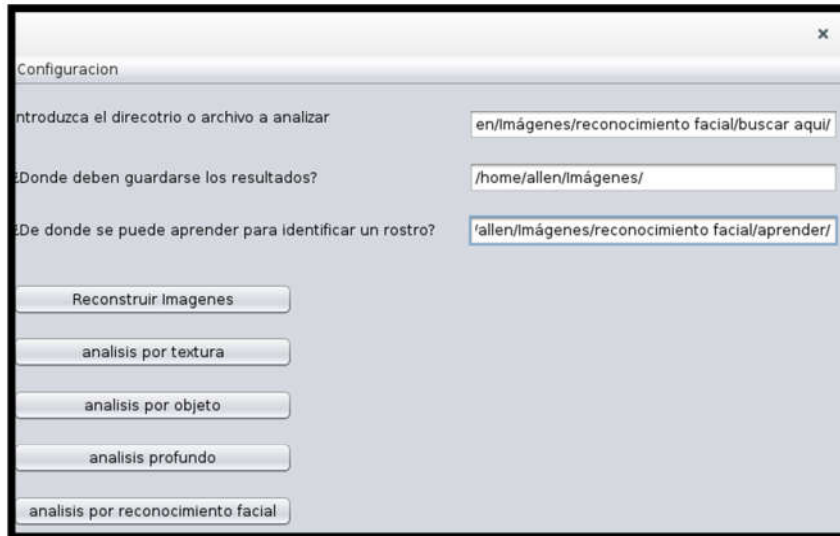 Configuracion
ntroduzca el direcotrio o archivo a analizar
en/Imágenes/reconocimiento facial/buscar aqui/
¿Donde deben guardarse los resultados?
/home/allen/Imágenes/
¿De donde se puede aprender para identificar un rostro?
/allen/Imágenes/reconocimiento facial/aprender/
Reconstruir Imagenes
analisis por textura
analisis por objeto
analisis profundo
analisis por reconocimiento facial